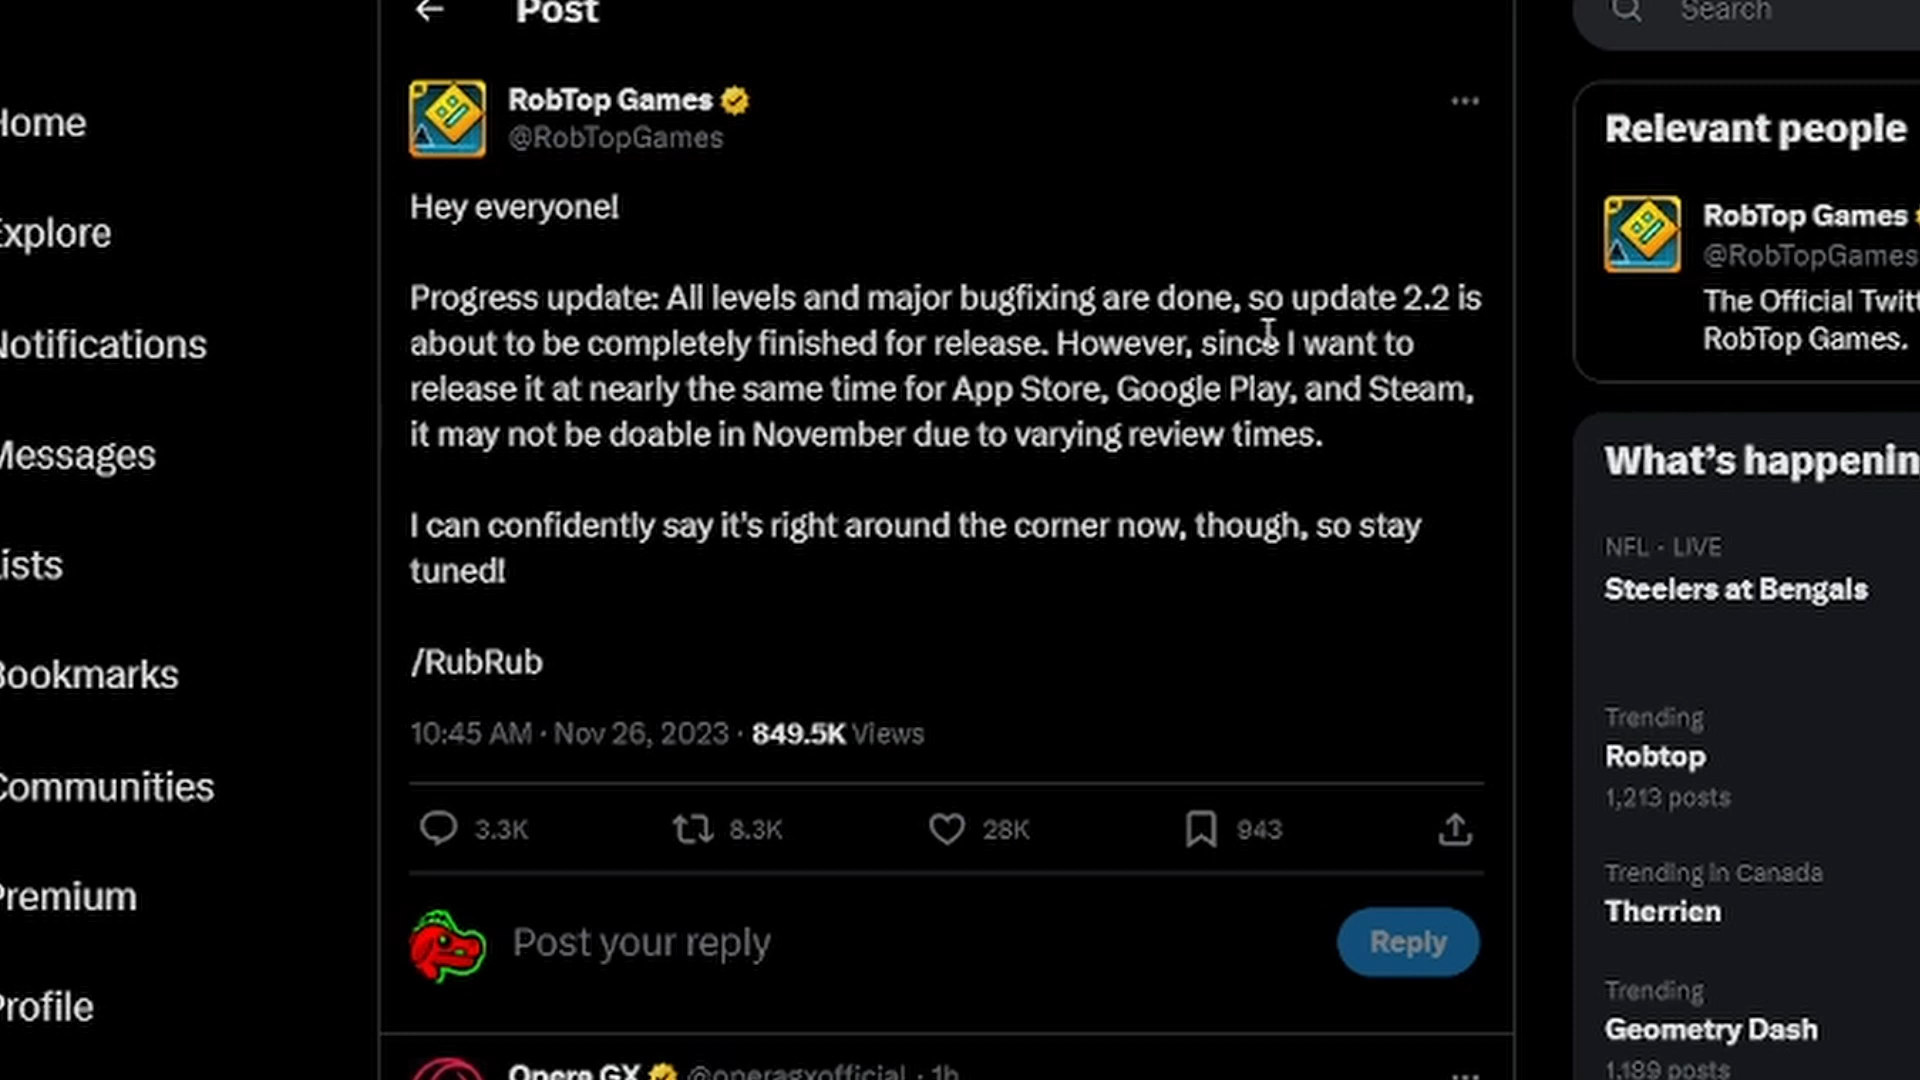 Post
Search
RobTop Games
@RobTopGames
Hey everyone!
Progress update: All levels and major bugfixing are done, so update 2.2 is
about to be completely finished for release. However, since I want to
release it at nearly the same time for App Store, Google Play, and Steam,
it may not be doable in November due to varying review times.
I can confidently say it's right around the corner now, though, so stay
tuned!
/RubRub
10:45 AM · Nov 26, 2023 · 849.5K Views
3.3K 8.3K 28K 943
Post your reply
Reply
Opera GX @operagxofficial · 1h
Home
Explore
Notifications
Messages
Lists
Bookmarks
Communities
Premium
Profile
Relevant people
RobTop Games
@RobTopGames
The Official Twitt
RobTop Games.
What's happenin
NFL · LIVE
Steelers at Bengals
Trending
Robtop
1,213 posts
Trending in Canada
Therrien
Trending
Geometry Dash
1,189 posts